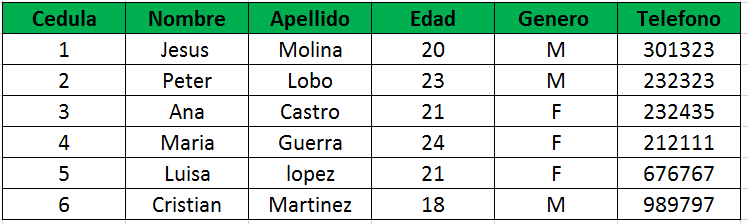 Cedula Nombre Apellido Edad Genero Telefono
1 Jesus Molina 20 M 301323
2 Peter Lobo 23 M 232323
3 Ana Castro 21 F 232435
4 Maria Guerra 24 F 212111
5 Luisa lopez 21 F 676767
6 Cristian Martinez 18 M 989797